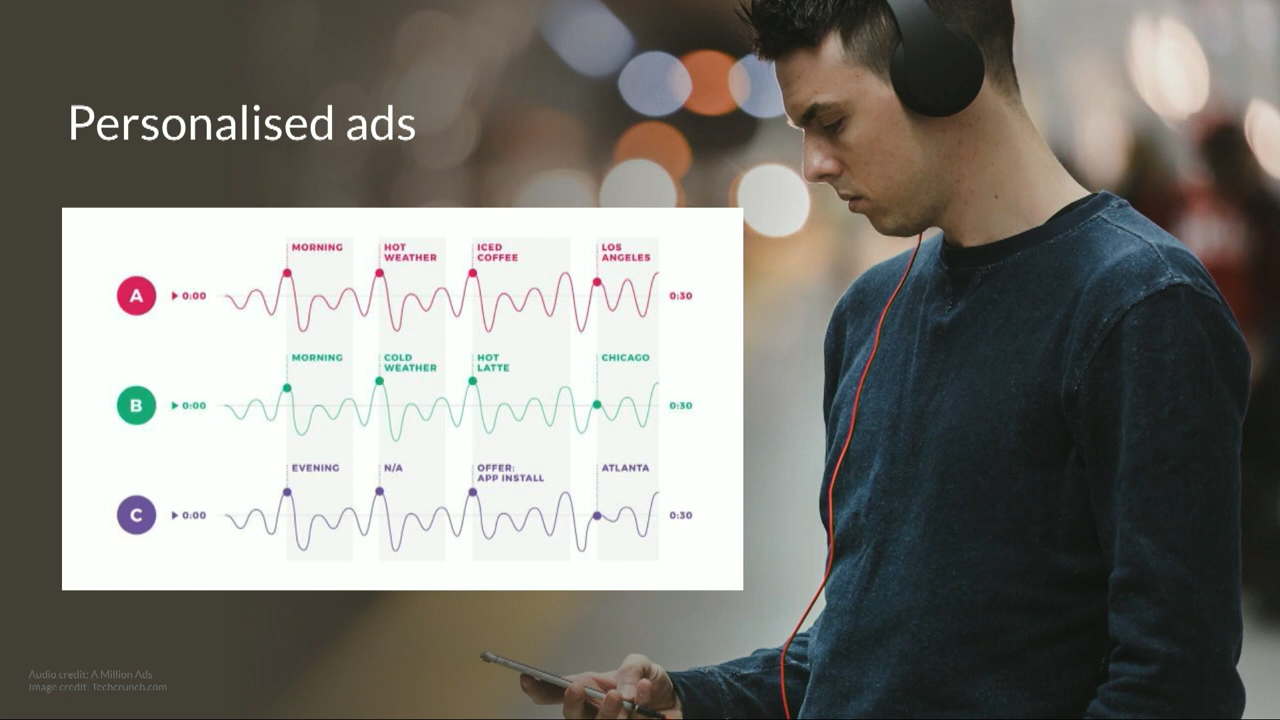 Personalised ads
MORNING
HOT
WEATHER
ICED
COFFEE
LOS
ANGELES
A
0:00
0:30
MORNING
COLD
WEATHER
HOT
LATTE
CHICAGO
B
0:00
0:30
EVENING
N/A
OFFER:
APP INSTALL
ATLANTA
C
0:00
0:30
Audio credit: A Million Ads
Image credit: Techcrunch.com